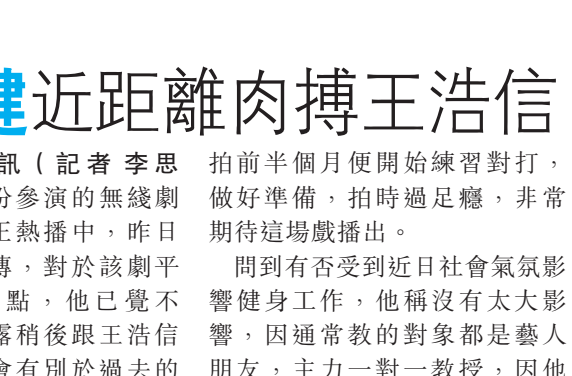 建近距離肉搏王浩信
訊（記者 李思
份參演的無綫劇
王熱播中，昨日
傳，對於該劇平
點，他已覺不
露稍後跟王浩信
會有別於過去的
拍前半個月便開始練習對打，
做好準備，拍時過足癮，非常
期待這場戲播出。
問到有否受到近日社會氣氛影
響健身工作，他稱沒有太大影
響，因通常教的對象都是藝人
朋友，主力一對一教授，因他